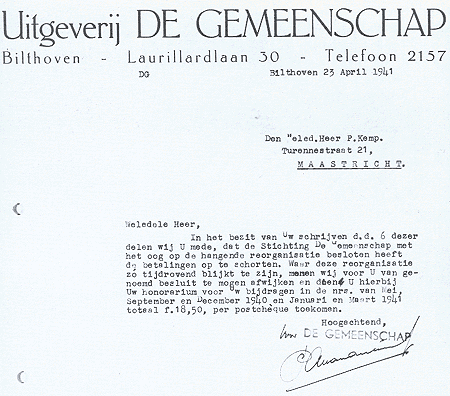 Uitgeverij DE GEMEENSCHAP
Bilthoven - Laurillardlaan 30 - Telefoon 2157
DG Bilthoven 23 April 1941
Den Weled.Heer P.Kemp.
Turennestraat 21,
MAASTRICHT.
Weledele Heer,
In het bezit van Uw schrijven d.d. 6 dezer
delen wij U mede, dat de Stichting De Gemeenschap met
het oog op de hangende reorganisatie besloten heeft
de betalingen op te schorten. Waar deze reorganisatie
zo tijdrovend blijkt te zijn, menen wij voor U van ge-
noemd besluit te mogen afwijken en doen U hierbij
Uw honorarium voor Uw bijdragen in de nrs. van Mei,
September en December 1940 en Januari en Maart 1941
totaal f.18,50, per postcheque toekomen.
Hoogachtend,
voor DE GEMEENSCHAP